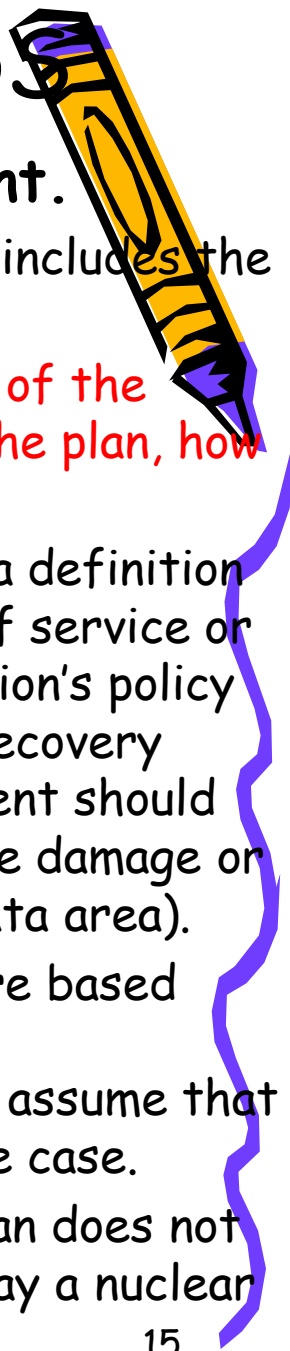 s
nt.
includes the
of the
he plan, how
a definition
f service or
ion's policy
ecovery
ent should
e damage or
ta area).
re based
assume that
e case.
an does not
ay a nuclear
15